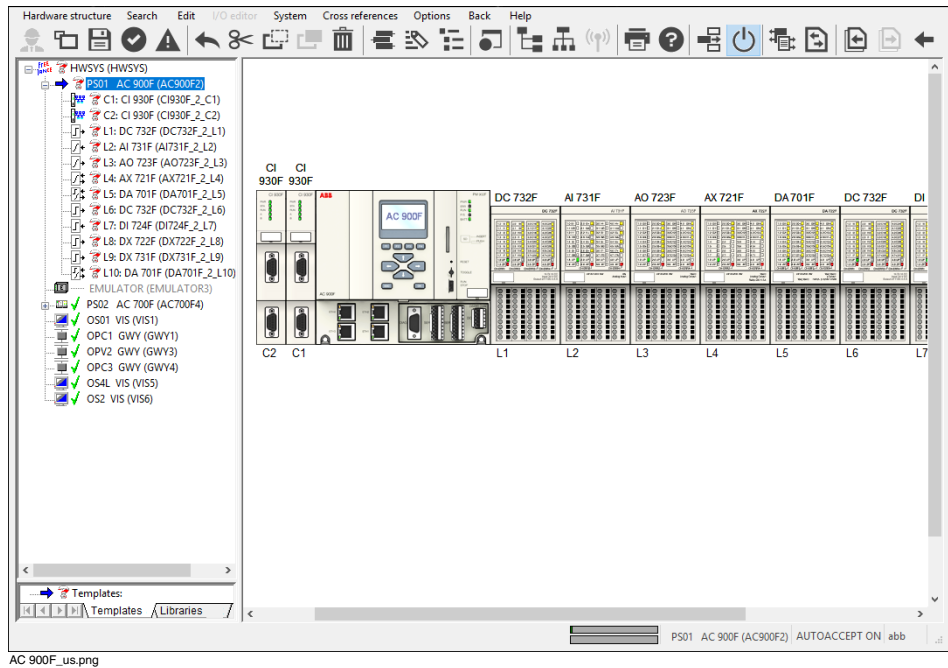 Hardware structure Search Edit I/O editor System Cross references Options Back Help
HWSYS (HWSYS)
PS01 AC 900F (AC900F2)
C1: CI 930F (CI930F_2_C1)
C2: CI 930F (CI930F_2_C2)
L1: DC 732F (DC732F_2_L1)
L2: AI 731F (AI731F_2_L2)
L3: AO 723F (AO723F_2_L3)
L4: AX 721F (AX721F_2_L4)
L5: DA 701F (DA701F_2_L5)
L6: DC 732F (DC732F_2_L6)
L7: DI 724F (DI724F_2_L7)
L8: DX 722F (DX722F_2_L8)
L9: DX 731F (DX731F_2_L9)
L10: DA 701F (DA701F_2_L10)
EMULATOR (EMULATOR3)
PS02 AC 700F (AC700F4)
OS01 VIS (VIS1)
OPC1 GWY (GWY1)
OPV2 GWY (GWY3)
OPC3 GWY (GWY4)
OS4L VIS (VIS5)
OS2 VIS (VIS6)
Templates:
Templates Libraries
CI CI
930F 930F
DC 732F AI 731F AO 723F AX 721F DA 701F DC 732F DI
ABB
AC 900F
AC 900F
C2 C1 L1 L2 L3 L4 L5 L6 L7
PS01 AC 900F (AC900F2) AUTOACCEPT ON abb
AC 900F_us.png